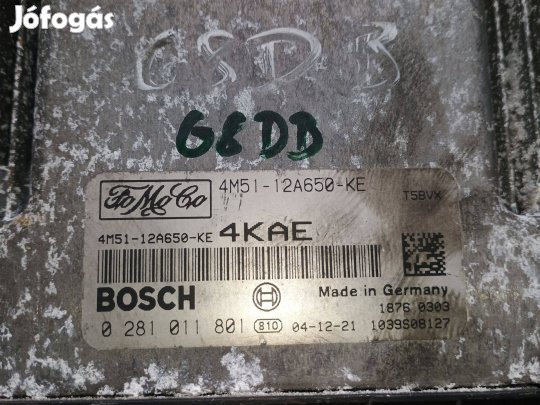 Jófogás
GSDB
G8DB
FoMoCo
4M51-12A650-KE
T5BVX
4M51-12A650-KE 4KAE
BOSCH
Made in Germany
1876 0303
0 281 011 801 810 04-12-21 1039S08127